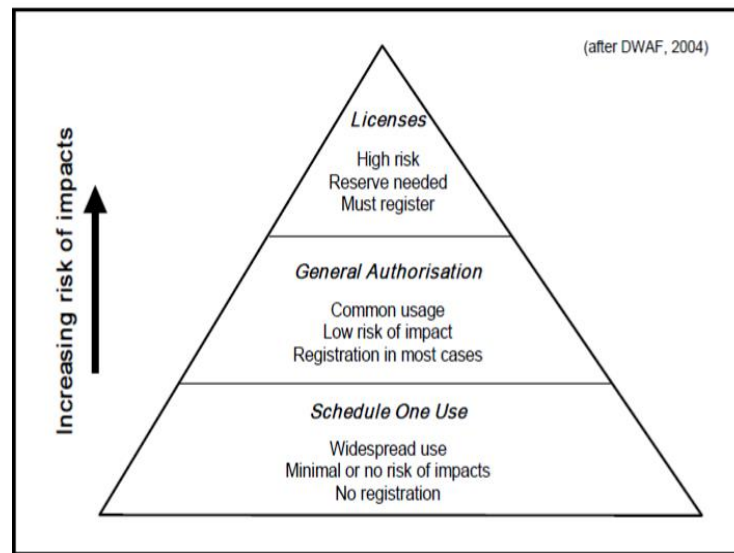 (after DWAF, 2004)
Increasing risk of impacts
Licenses
High risk
Reserve needed
Must register
General Authorisation
Common usage
Low risk of impact
Registration in most cases
Schedule One Use
Widespread use
Minimal or no risk of impacts
No registration